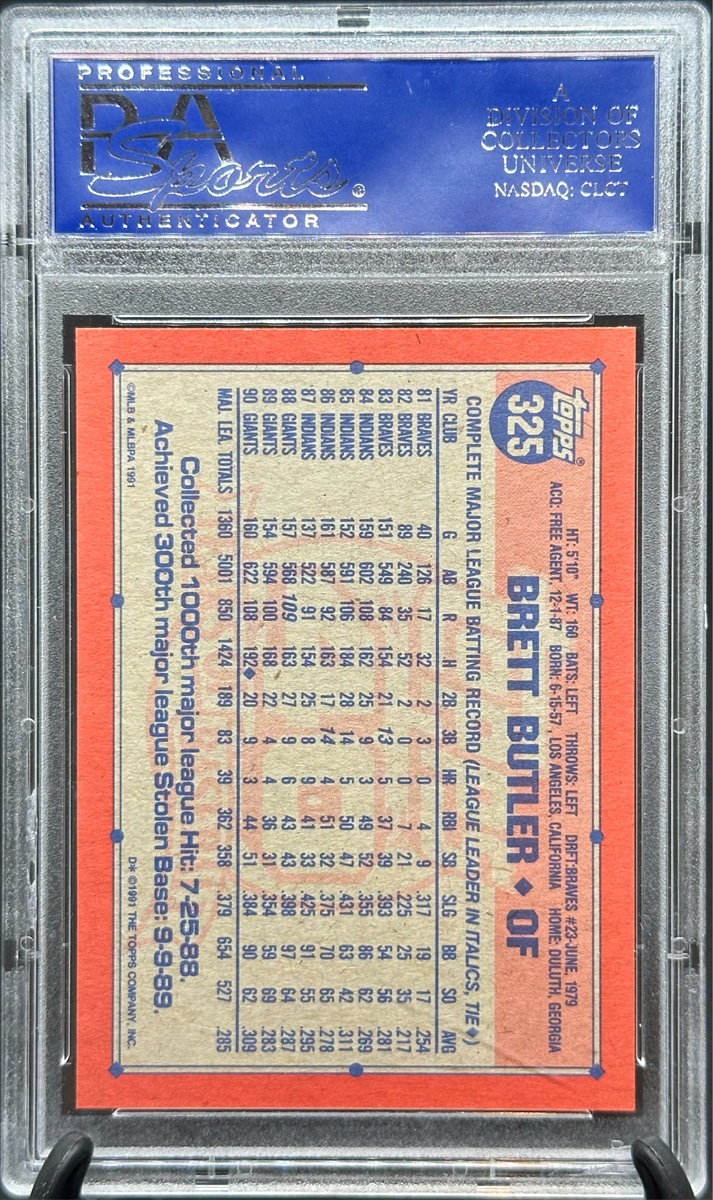 PROFESSIONAL
PSA
Sports®
AUTHENTICATOR
A
DIVISION OF
COLLECTORS
UNIVERSE
NASDAQ: CLCT
topps®
325
HT: 5'10" WT: 160 BATS: LEFT THROWS: LEFT DRFT:BRAVES #23-JUNE, 1979
ACQ: FREE AGENT, 12-1-87 BORN: 6-15-57, LOS ANGELES, CALIFORNIA HOME: DULUTH, GEORGIA
BRETT BUTLER ♦ OF
COMPLETE MAJOR LEAGUE BATTING RECORD (LEAGUE LEADER IN ITALICS, TIE♦)
YR CLUB G AB R H 2B 3B HR RBI SB SLG BB SO AVG
81 BRAVES 40 126 17 32 2 3 0 4 9 .317 19 17 .254
82 BRAVES 89 240 35 52 2 0 0 7 21 .225 25 35 .217
83 BRAVES 151 549 84 154 21 13 5 37 39 .393 54 56 .281
84 INDIANS 159 602 108 162 25 9 3 49 52 .355 86 62 .269
85 INDIANS 152 591 106 184 28 14 5 50 47 .431 63 42 .311
86 INDIANS 161 587 92 163 17 14 4 51 32 .375 70 65 .278
'87 INDIANS 137 522 91 154 25 8 9 41 33 .425 91 55 .295
88 GIANTS 157 568 109 163 27 9 6 43 43 .398 97 64 .287
89 GIANTS 154 594 100 168 22 4 4 36 31 .354 59 69 .283
90 GIANTS 160 622 108 192♦ 20 9 3 44 51 .384 90 62 .309
MAJ. LEA. TOTALS 1360 5001 850 1424 189 83 39 362 358 .379 654 527 .285
Collected 1000th major league Hit: 7-25-88.
Achieved 300th major league Stolen Base: 9-9-89.
©MLB & MLBPA 1991
D✻ ©1991 THE TOPPS COMPANY, INC.